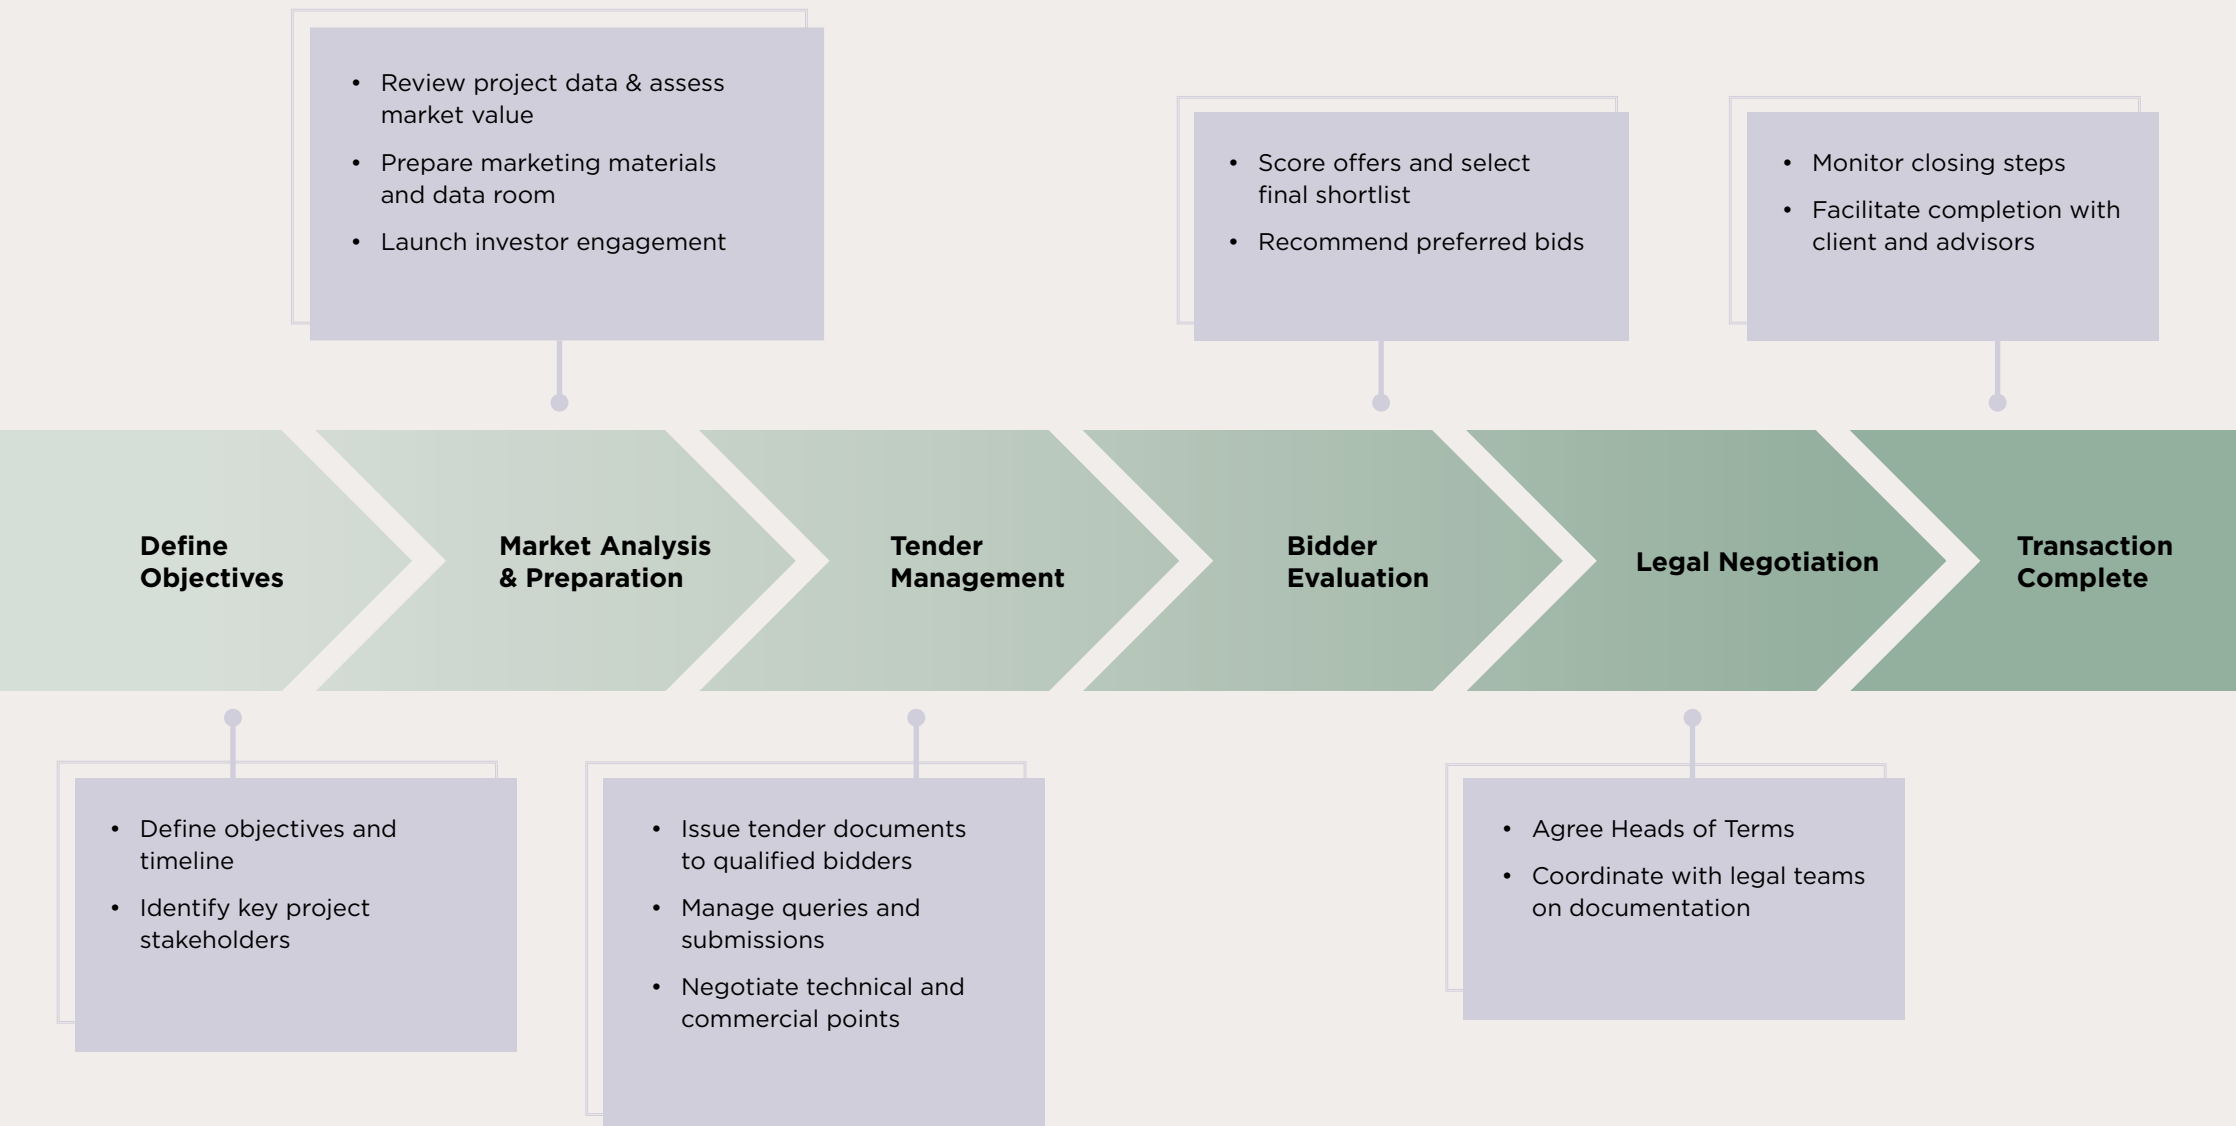 • Review project data & assess
market value
• Prepare marketing materials
and data room
• Launch investor engagement
• Score offers and select
final shortlist
• Recommend preferred bids
• Monitor closing steps
• Facilitate completion with
client and advisors
Define
Objectives
Market Analysis
& Preparation
Tender
Management
Bidder
Evaluation
Legal Negotiation
Transaction
Complete
• Define objectives and
timeline
• Identify key project
stakeholders
• Issue tender documents
to qualified bidders
• Manage queries and
submissions
• Negotiate technical and
commercial points
• Agree Heads of Terms
• Coordinate with legal teams
on documentation